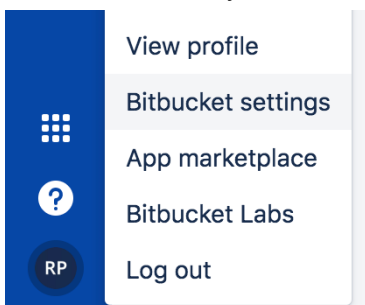 View profile
Bitbucket settings
App marketplace
?
Bitbucket Labs
RP
Log out